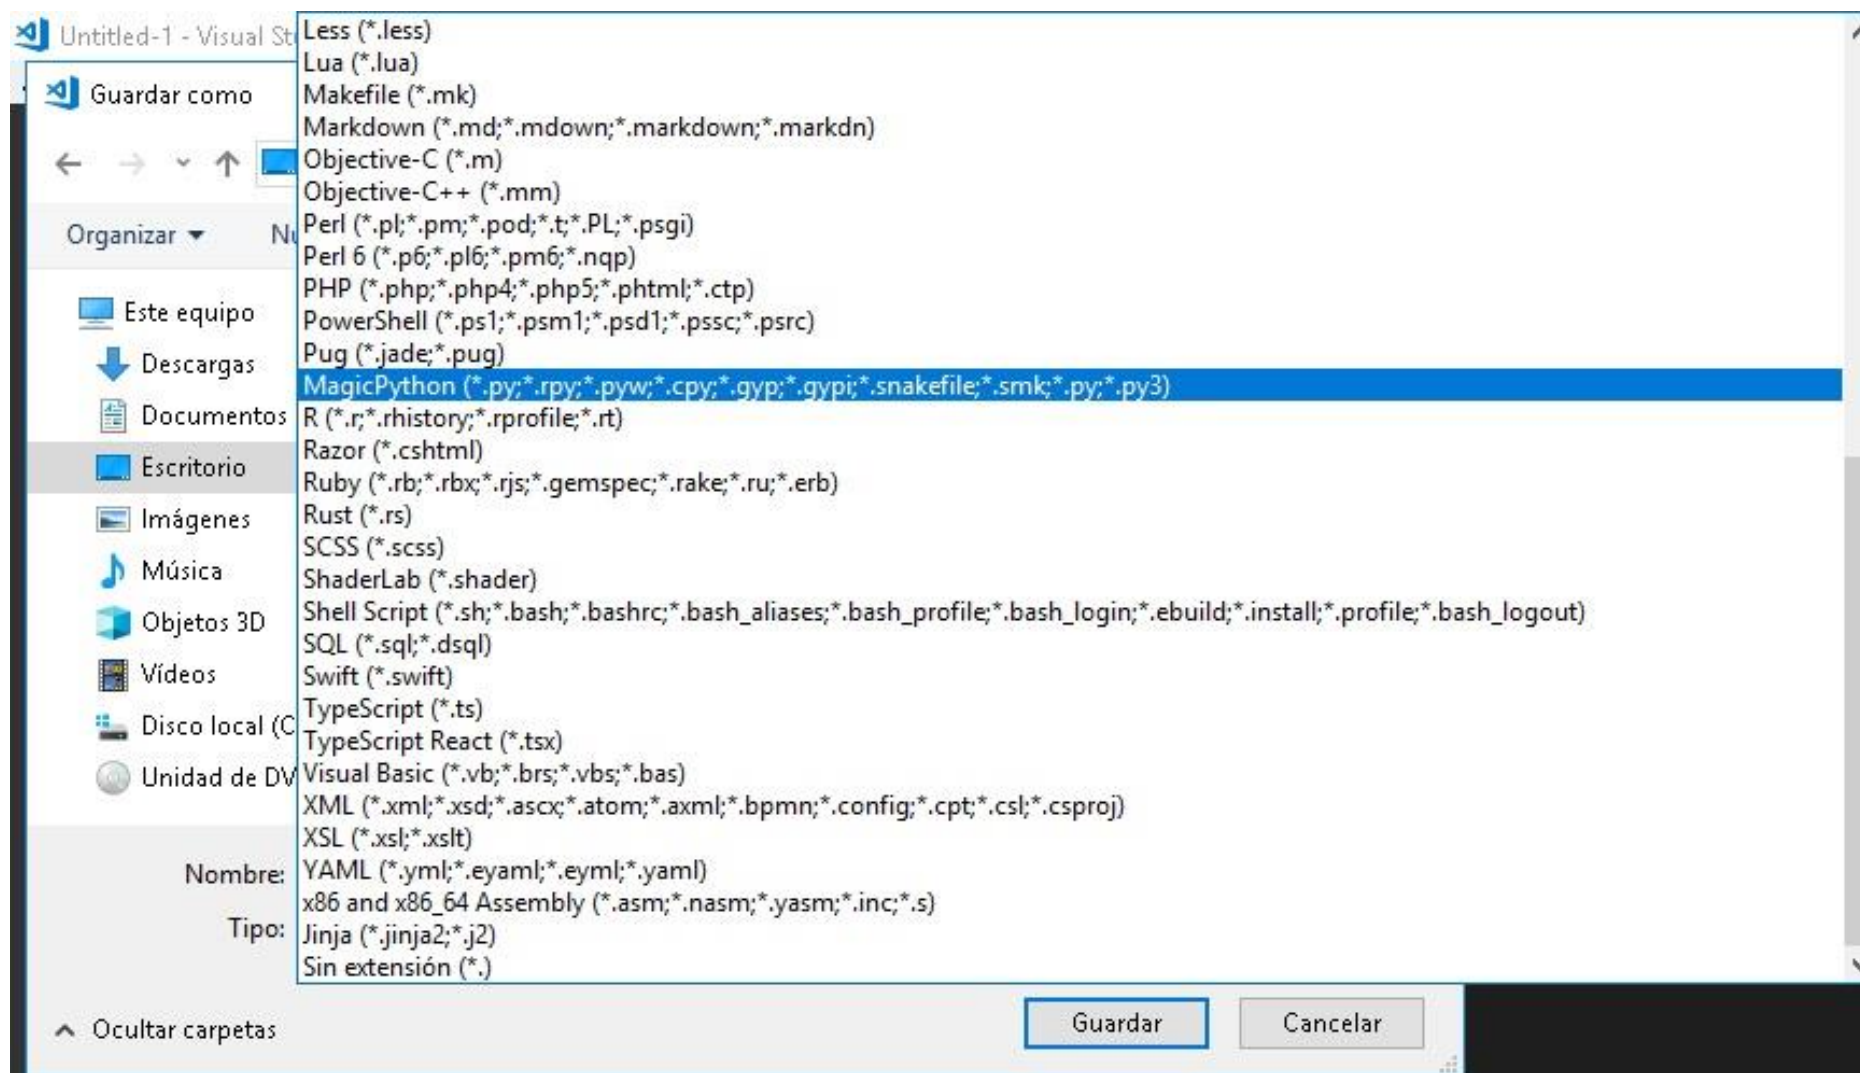 Untitled-1 - Visual St
Guardar como
Organizar
Nu
Este equipo
Descargas
Documentos
Escritorio
Imágenes
Música
Objetos 3D
Vídeos
Disco local (C
Unidad de DV
Nombre:
Tipo:
Less (*.less)
Lua (*.lua)
Makefile (*.mk)
Markdown (*.md;*.mdown;*.markdown;*.markdn)
Objective-C (*.m)
Objective-C++ (*.mm)
Perl (*.pl;*.pm;*.pod;*.t;*.PL;*.psgi)
Perl 6 (*.p6;*.pl6;*.pm6;*.nqp)
PHP (*.php;*.php4;*.php5;*.phtml;*.ctp)
PowerShell (*.ps1;*.psm1;*.psd1;*.pssc;*.psrc)
Pug (*.jade;*.pug)
MagicPython (*.py;*.rpy;*.pyw;*.cpy;*.gyp;*.gypi;*.snakefile;*.smk;*.py;*.py3)
R (*.r;*.rhistory;*.rprofile;*.rt)
Razor (*.cshtml)
Ruby (*.rb;*.rbx;*.rjs;*.gemspec;*.rake;*.ru;*.erb)
Rust (*.rs)
SCSS (*.scss)
ShaderLab (*.shader)
Shell Script (*.sh;*.bash;*.bashrc;*.bash_aliases;*.bash_profile;*.bash_login;*.ebuild;*.install;*.profile;*.bash_logout)
SQL (*.sql;*.dsql)
Swift (*.swift)
TypeScript (*.ts)
TypeScript React (*.tsx)
Visual Basic (*.vb;*.brs;*.vbs;*.bas)
XML (*.xml;*.xsd;*.ascx;*.atom;*.axml;*.bpmn;*.config;*.cpt;*.csl;*.csproj)
XSL (*.xsl;*.xslt)
YAML (*.yml;*.eyaml;*.eyml;*.yaml)
x86 and x86_64 Assembly (*.asm;*.nasm;*.yasm;*.inc;*.s)
Jinja (*.jinja2;*.j2)
Sin extensión (*.)
Ocultar carpetas
Guardar
Cancelar